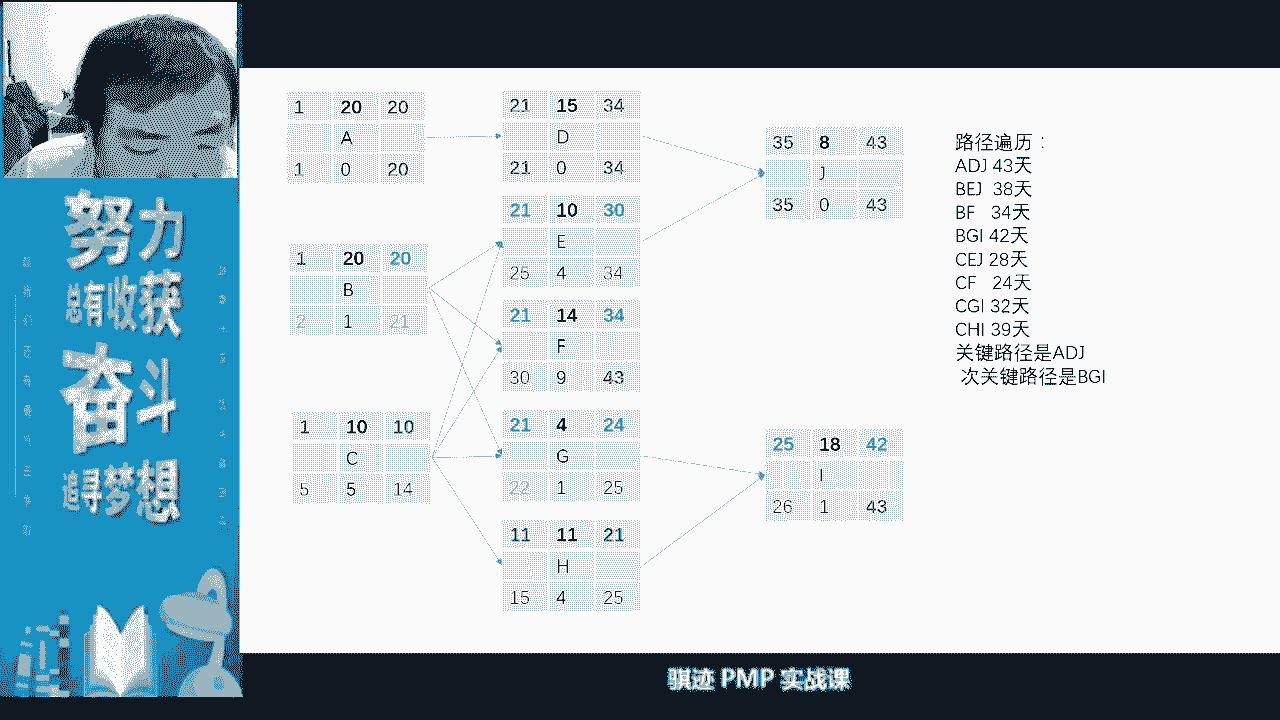 努力
总有收获
奋斗
追寻梦想
1 20 20
A
1 0 20
1 20 20
B
2 1 21
1 10 10
C
5 5 14
21 15 34
D
21 0 34
21 10 30
E
25 4 34
21 14 34
F
30 9 43
21 4 24
G
22 1 25
11 11 21
H
15 4 25
35 8 43
J
35 0 43
25 18 42
I
26 1 43
路径遍历：
ADJ 43天
BEJ 38天
BF 34天
BGI 42天
CEJ 28天
CF 24天
CGI 32天
CHI 39天
关键路径是ADJ
次关键路径是BGI
骐迹 PMP 实战课